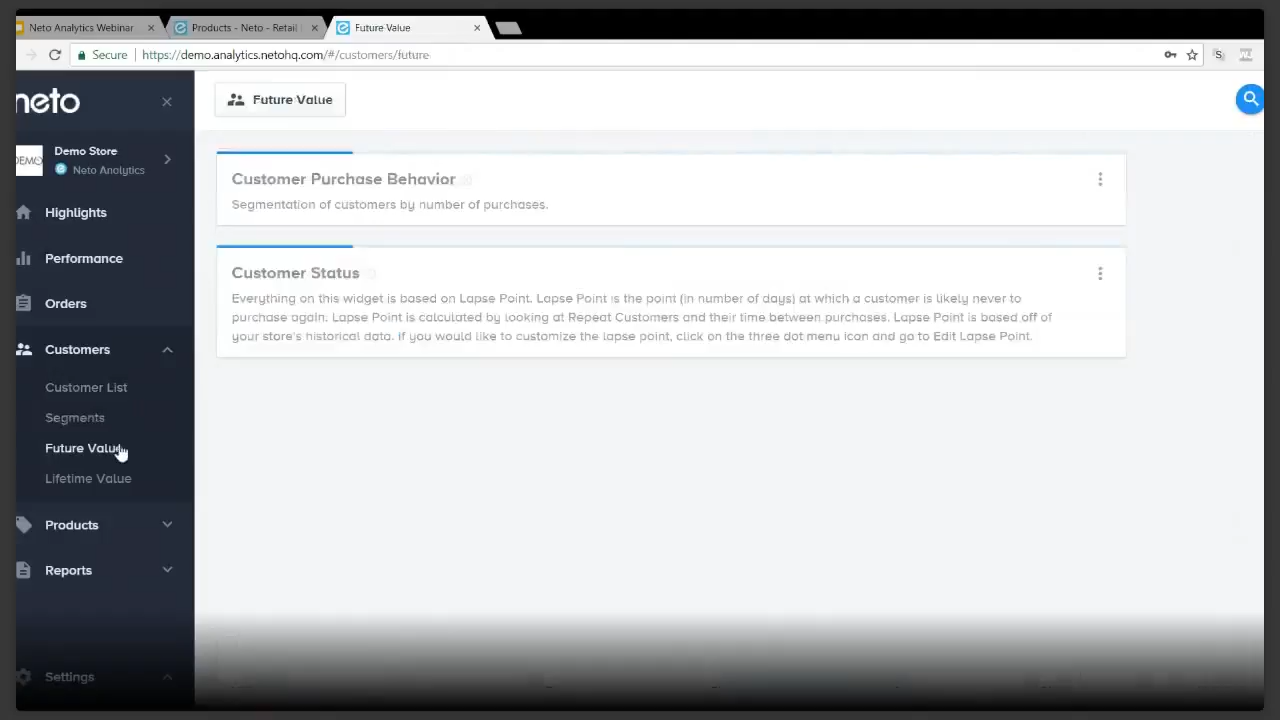 Neto Analytics Webinar
Products - Neto - Retail
Future Value
Secure
https://demo.analytics.netohq.com/#/customers/future
neto
Future Value
DEMO
Demo Store
Neto Analytics
Highlights
Performance
Orders
Customers
Customer List
Segments
Future Value
Lifetime Value
Products
Reports
Settings
Customer Purchase Behavior
Segmentation of customers by number of purchases.
Customer Status
Everything on this widget is based on Lapse Point. Lapse Point is the point (in number of days) at which a customer is likely never to
purchase again. Lapse Point is calculated by looking at Repeat Customers and their time between purchases. Lapse Point is based off of
your store's historical data. If you would like to customize the lapse point, click on the three dot menu icon and go to Edit Lapse Point.